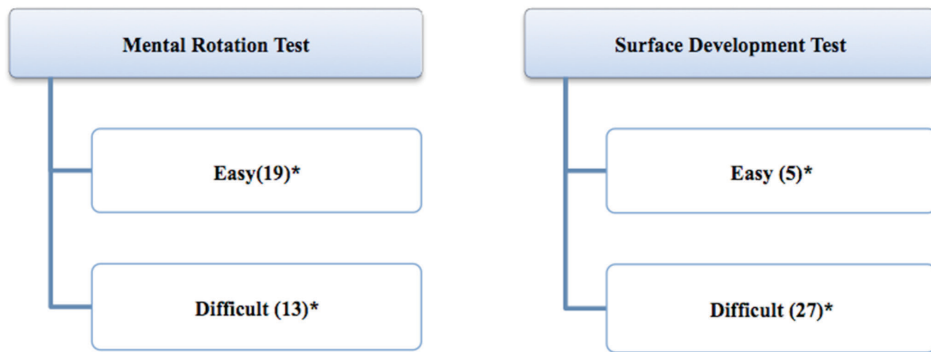 Mental Rotation Test
Easy(19)*
Difficult (13)*
Surface Development Test
Easy (5)*
Difficult (27)*